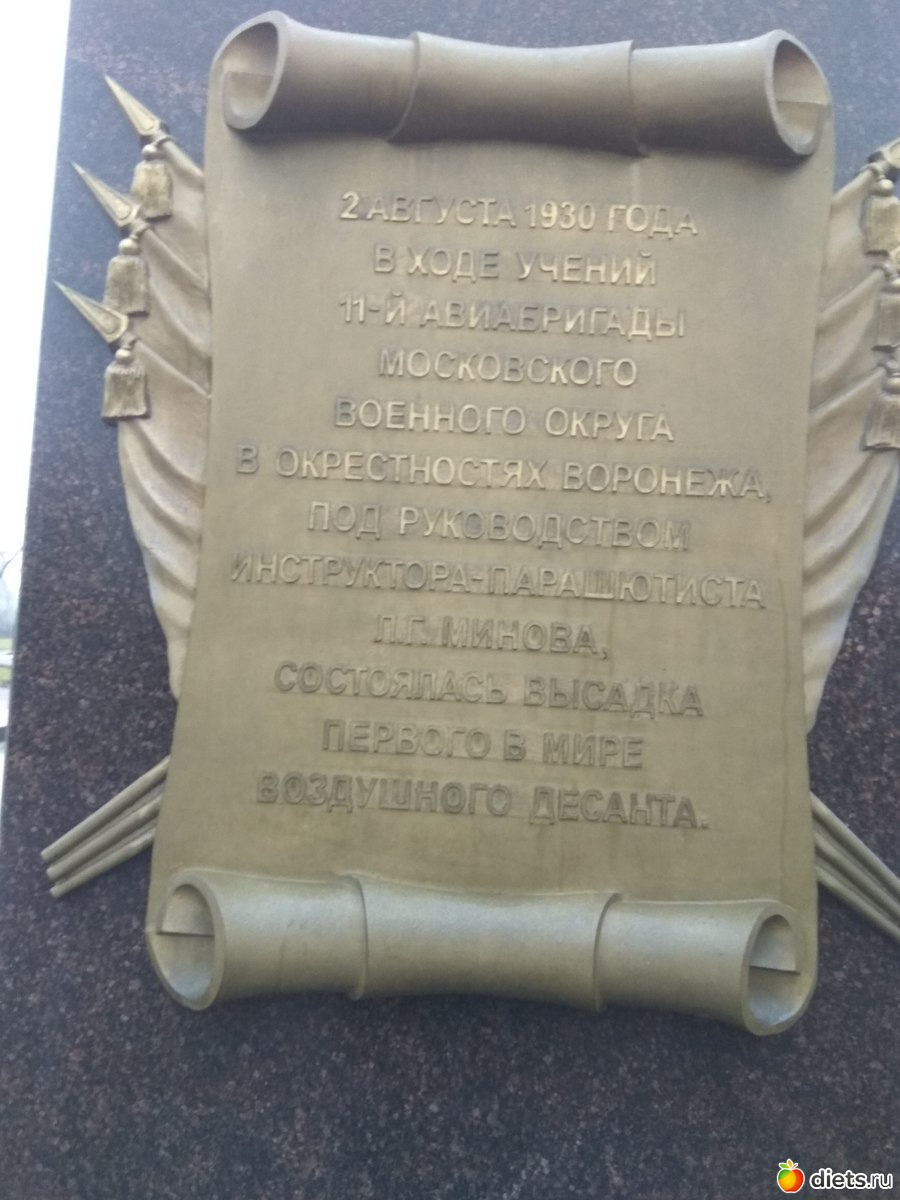 2 АВГУСТА 1930 ГОДА
В ХОДЕ УЧЕНИЙ
11-Й АВИАБРИГАДЫ
МОСКОВСКОГО
ВОЕННОГО ОКРУГА
В ОКРЕСТНОСТЯХ ВОРОНЕЖА,
ПОД РУКОВОДСТВОМ
ИНСТРУКТОРА-ПАРАШЮТИСТА
П.Г. МИНОВА,
СОСТОЯЛАСЬ ВЫСАДКА
ПЕРВОГО В МИРЕ
ВОЗДУШНОГО ДЕСАНТА.
diets.ru